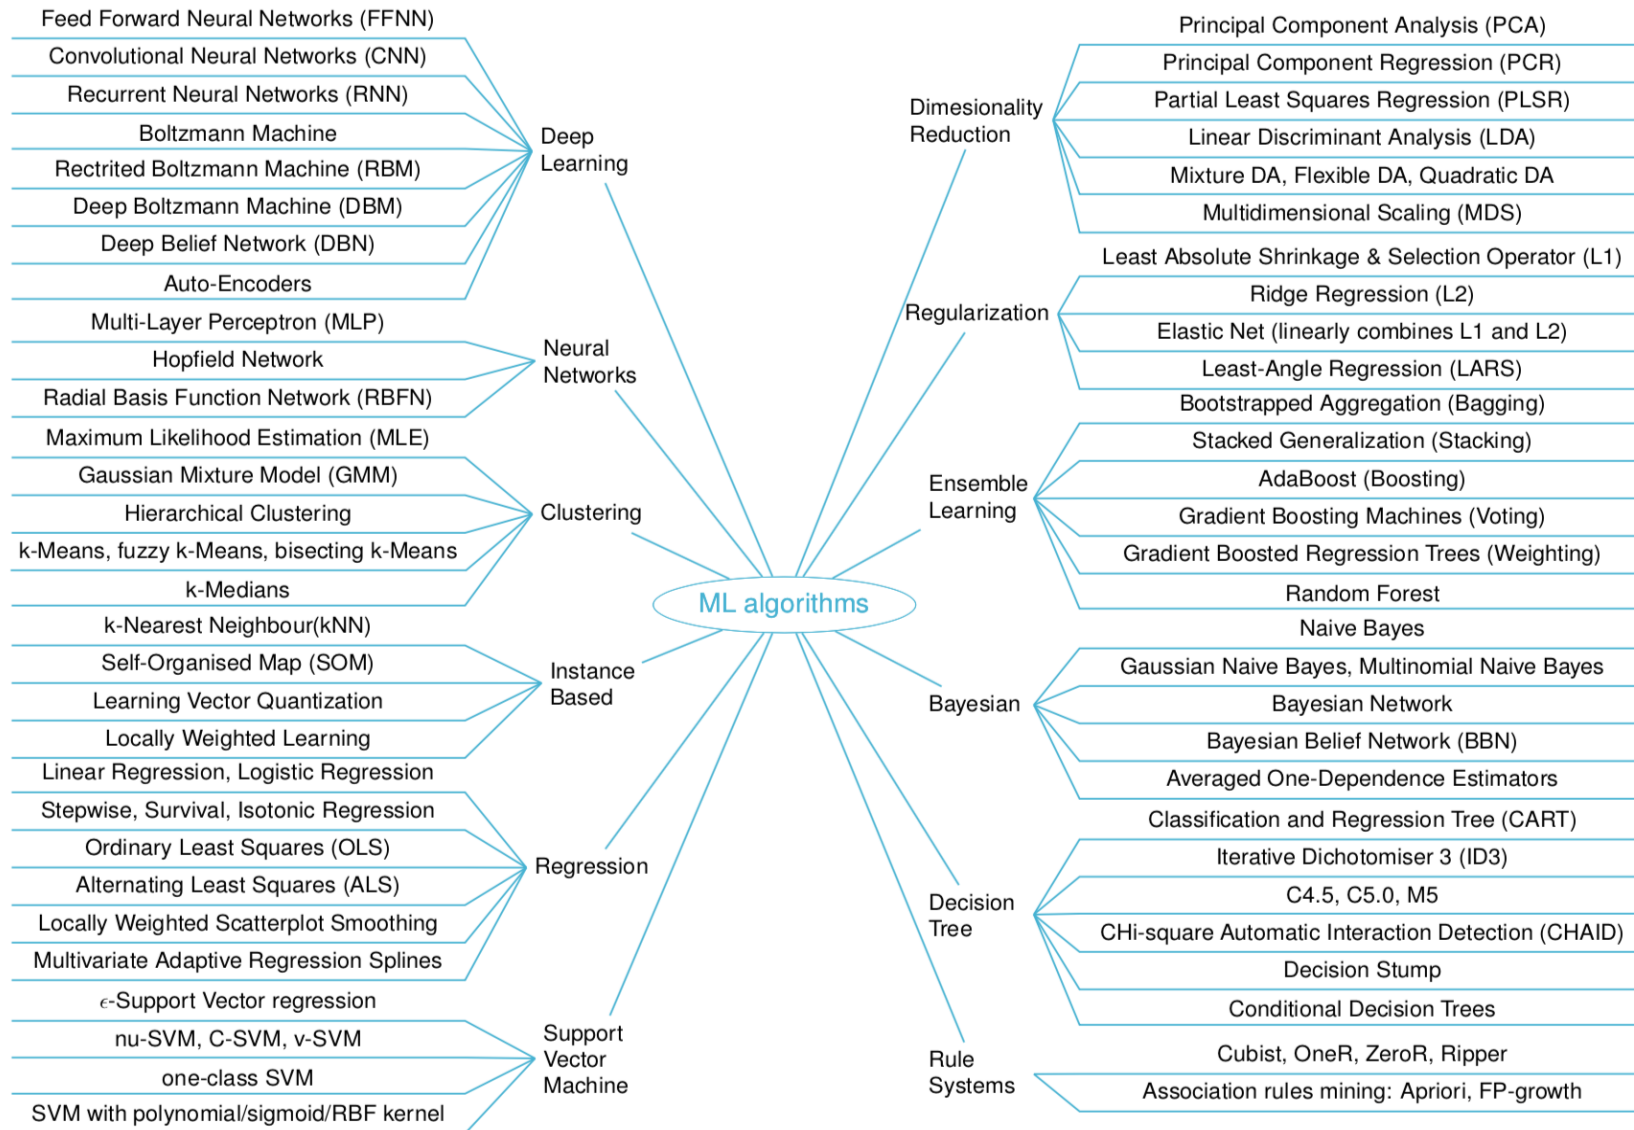 Feed Forward Neural Networks (FFNN)
Convolutional Neural Networks (CNN)
Recurrent Neural Networks (RNN)
Boltzmann Machine
Rectrited Boltzmann Machine (RBM)
Deep Boltzmann Machine (DBM)
Deep Belief Network (DBN)
Auto-Encoders
Deep
Learning
Multi-Layer Perceptron (MLP)
Hopfield Network
Radial Basis Function Network (RBFN)
Neural
Networks
Maximum Likelihood Estimation (MLE)
Gaussian Mixture Model (GMM)
Hierarchical Clustering
k-Means, fuzzy k-Means, bisecting k-Means
k-Medians
Clustering
k-Nearest Neighbour(kNN)
Self-Organised Map (SOM)
Learning Vector Quantization
Locally Weighted Learning
Instance
Based
Linear Regression, Logistic Regression
Stepwise, Survival, Isotonic Regression
Ordinary Least Squares (OLS)
Alternating Least Squares (ALS)
Locally Weighted Scatterplot Smoothing
Multivariate Adaptive Regression Splines
Regression
ϵ-Support Vector regression
nu-SVM, C-SVM, v-SVM
one-class SVM
SVM with polynomial/sigmoid/RBF kernel
Support
Vector
Machine
ML algorithms
Dimesionality
Reduction
Principal Component Analysis (PCA)
Principal Component Regression (PCR)
Partial Least Squares Regression (PLSR)
Linear Discriminant Analysis (LDA)
Mixture DA, Flexible DA, Quadratic DA
Multidimensional Scaling (MDS)
Regularization
Least Absolute Shrinkage & Selection Operator (L1)
Ridge Regression (L2)
Elastic Net (linearly combines L1 and L2)
Least-Angle Regression (LARS)
Ensemble
Learning
Bootstrapped Aggregation (Bagging)
Stacked Generalization (Stacking)
AdaBoost (Boosting)
Gradient Boosting Machines (Voting)
Gradient Boosted Regression Trees (Weighting)
Random Forest
Bayesian
Naive Bayes
Gaussian Naive Bayes, Multinomial Naive Bayes
Bayesian Network
Bayesian Belief Network (BBN)
Averaged One-Dependence Estimators
Decision
Tree
Classification and Regression Tree (CART)
Iterative Dichotomiser 3 (ID3)
C4.5, C5.0, M5
CHi-square Automatic Interaction Detection (CHAID)
Decision Stump
Conditional Decision Trees
Rule
Systems
Cubist, OneR, ZeroR, Ripper
Association rules mining: Apriori, FP-growth